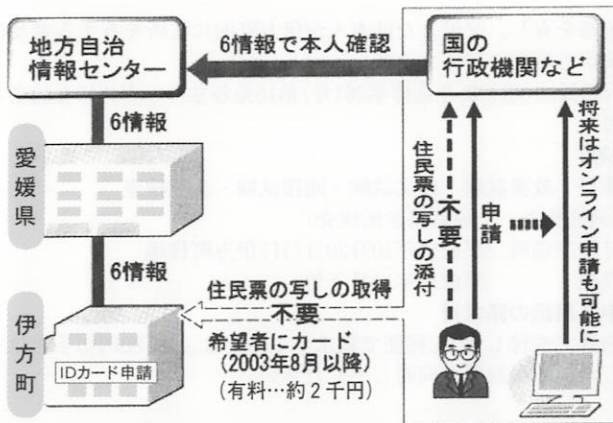 地方自治
情報センター
6情報で本人確認
国の
行政機関など
6情報
愛媛県
6情報
伊方町
IDカード申請
住民票の写しの取得
不要
希望者にカード
(2003年8月以降)
(有料…約2千円)
住民票の写しの添付
不要
申請
将来はオンライン申請も可能に